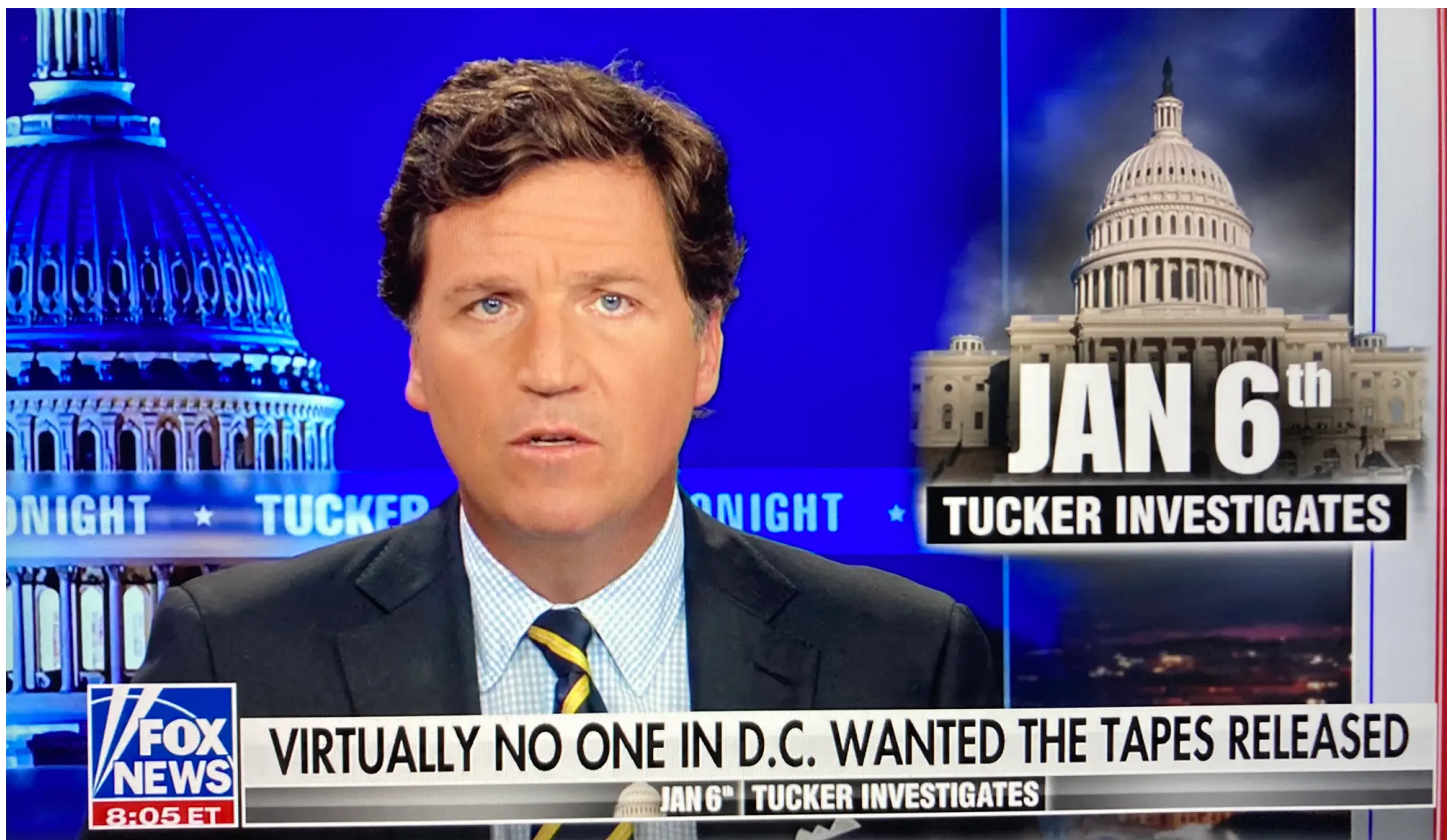 JAN 6th
TUCKER INVESTIGATES
ONIGHT ★ TUCKER ONIGHT ★
VIRTUALLY NO ONE IN D.C. WANTED THE TAPES RELEASED
FOX
NEWS
8:05 ET
JAN 6th TUCKER INVESTIGATES